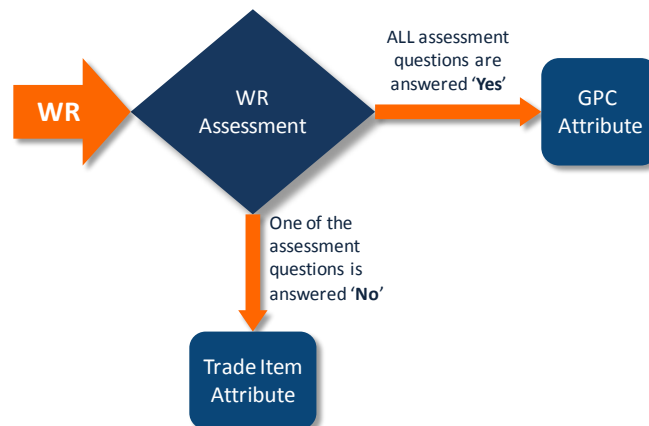 WR
WR
Assessment
ALL assessment
questions are
answered ‘Yes’
GPC
Attribute
One of the
assessment
questions is
answered ‘No’
Trade Item
Attribute